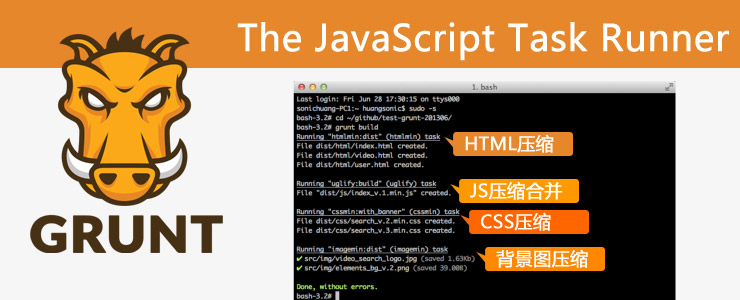 The JavaScript Task Runner
GRUNT
1. bash
Last login: Fri Jun 28 17:30:15 on ttys000
sonichuang-PC1:~ huangsonic$ sudo -s
bash-3.2# cd ~/github/test-grunt-201306/
bash-3.2# grunt build
Running "htmlmin:dist" (htmlmin) task
File dist/html/index.html created.
File dist/html/video.html created.
File dist/html/user.html created.
HTML压缩
Running "uglify:build" (uglify) task
File "dist/js/index_v.1.min.js" created.
JS压缩合并
Running "cssmin:with_banner" (cssmin) task
File dist/css/search_v.2.min.css created.
File dist/css/search_v.3.min.css created.
CSS压缩
Running "imagemin:dist" (imagemin) task
✔ src/img/video_search_logo.jpg (saved 1.63Kb)
✔ src/img/elements_bg_v.2.png (saved 39.00B)
背景图压缩
Done, without errors.
bash-3.2#